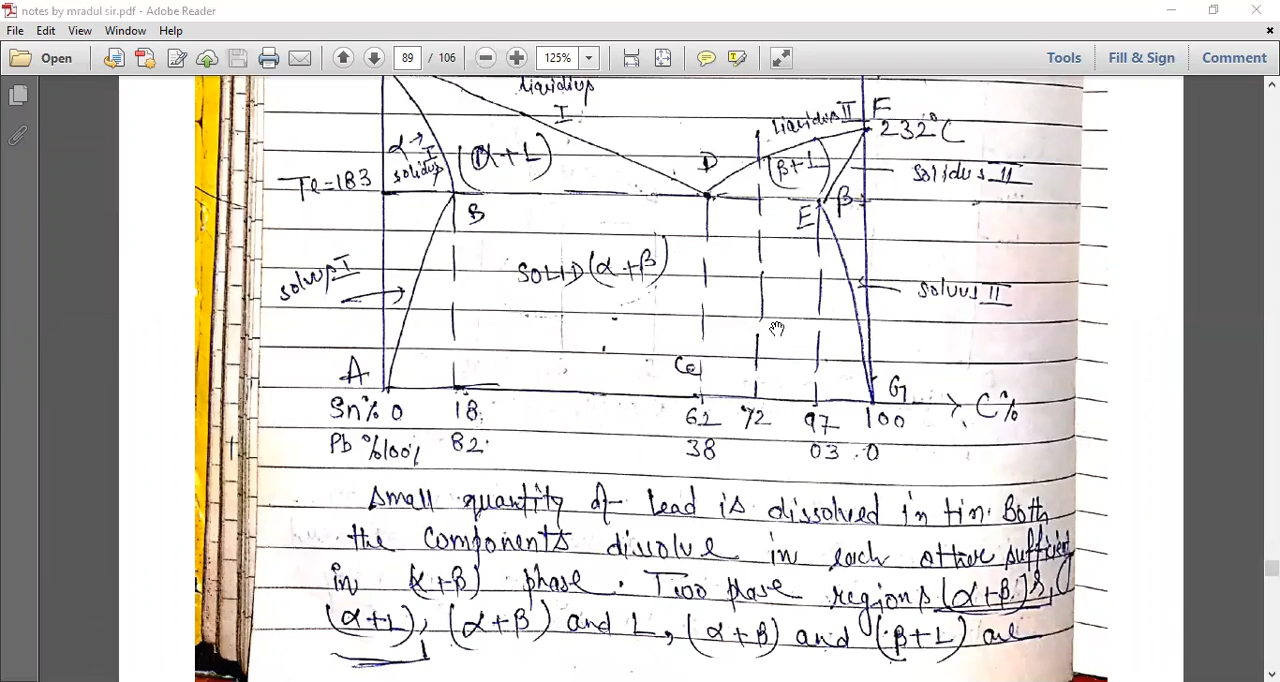 notes by mradul sir.pdf - Adobe Reader
File Edit View Window Help
Open 89 / 106 125% Tools Fill & Sign Comment
liquidus
I
liquidus II F
232°C
α → I
solidus
(α+L)
D
(β+L)
solidus II
Te=183
B
E
β
solvus I
SOLID (α+β)
solvus II
A
Ce
G
Sn% 0 18 62 72 97 100 C%
Pb %100% 82 38 03 0
Small quantity of lead is dissolved in tin. Both
the components dissolve in each other
in (α+β) phase. Two phase regions (α+β)
(α+L), (α+β) and L, (α+β) and (β+L) are